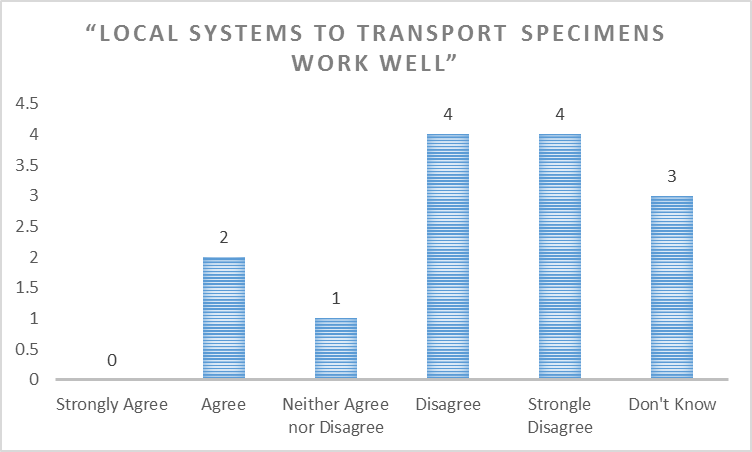 “LOCAL SYSTEMS TO TRANSPORT SPECIMENS
WORK WELL”
4.5
4
3.5
3
2.5
2
1.5
1
0.5
0
0
2
1
4
4
3
Strongly Agree
Agree
Neither Agree
nor Disagree
Disagree
Strongle
Disagree
Don't Know